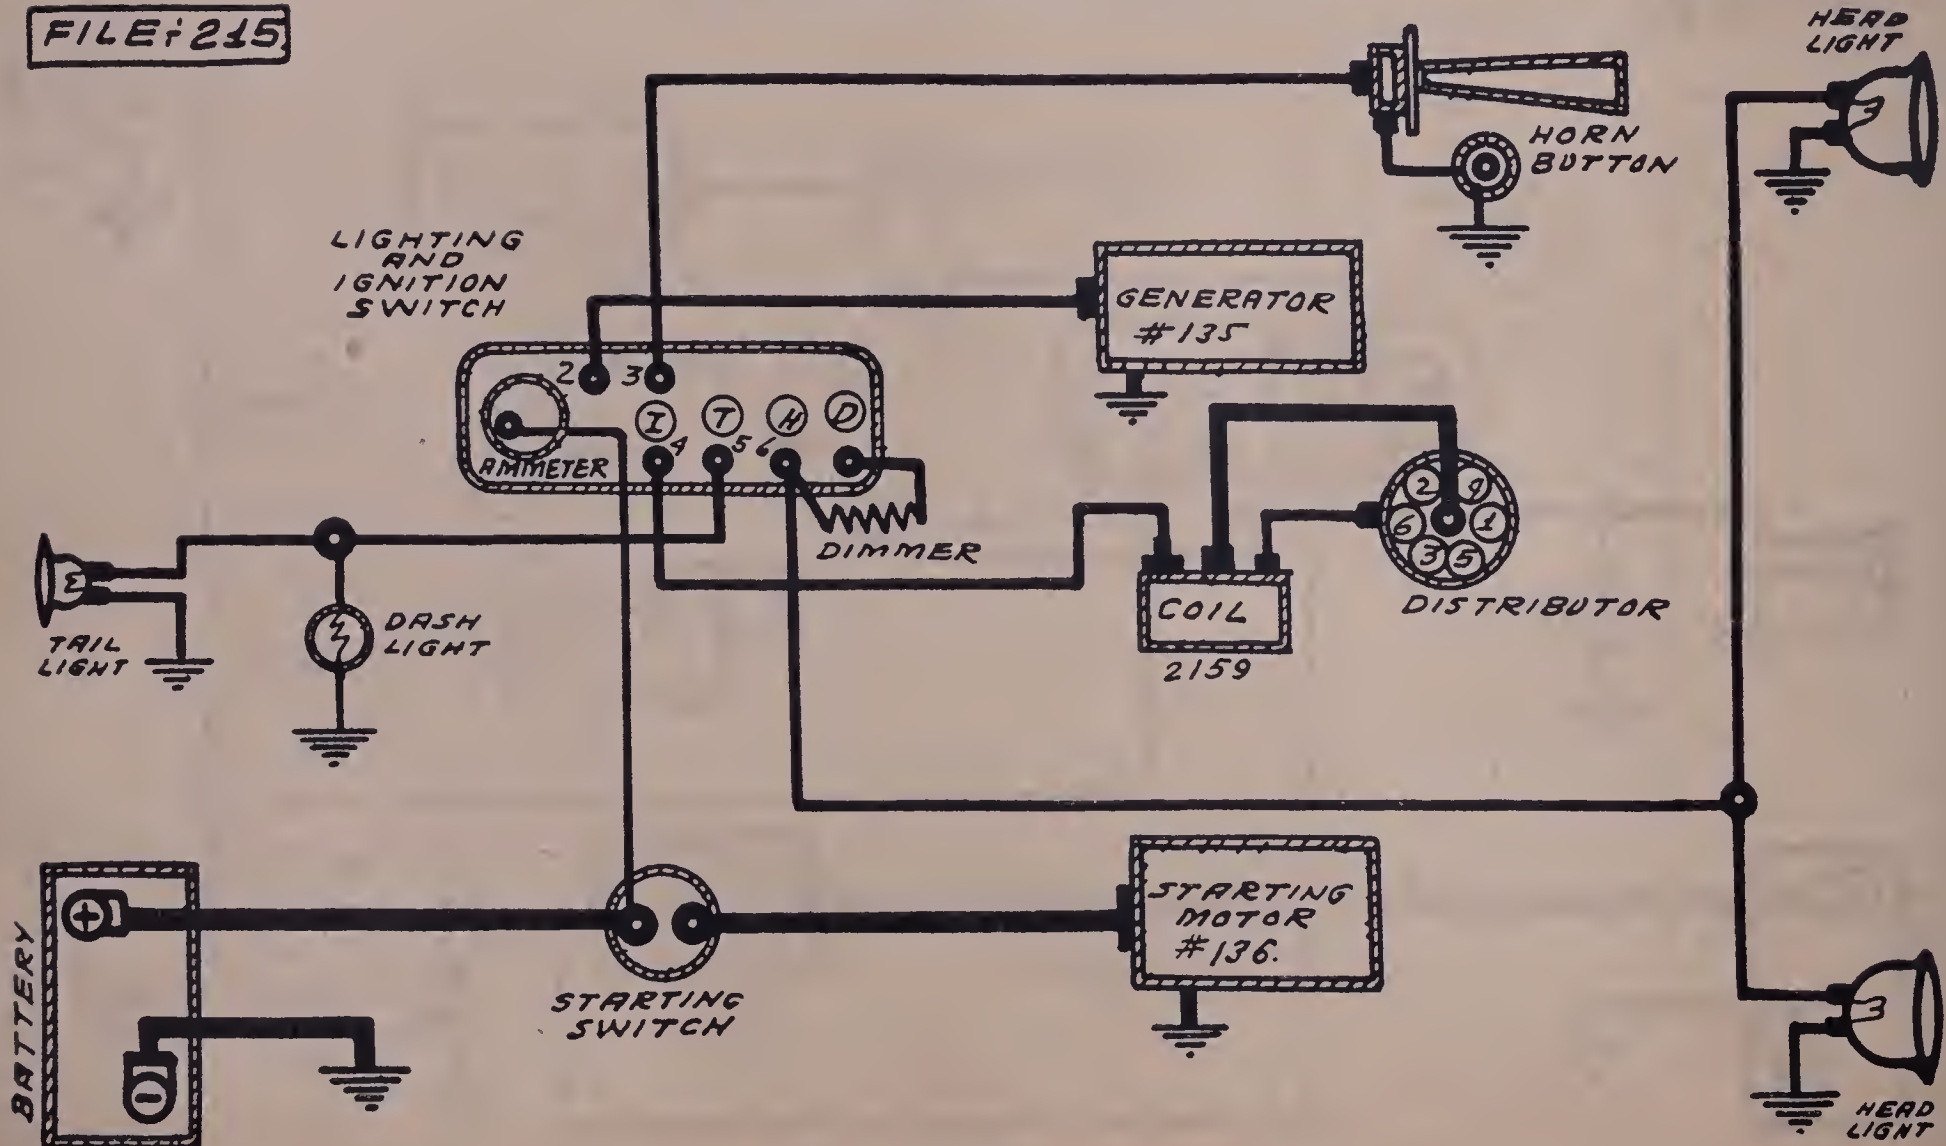 FILE: 215
HEAD
LIGHT
HORN
BUTTON
LIGHTING
AND
IGNITION
SWITCH
GENERATOR
#135
2
3
I
T
H
D
4
5
6
AMMETER
DIMMER
2
4
6
1
3
5
DISTRIBUTOR
COIL
2159
TAIL
LIGHT
DASH
LIGHT
BATTERY
+
-
STARTING
SWITCH
STARTING
MOTOR
#136.
HEAD
LIGHT